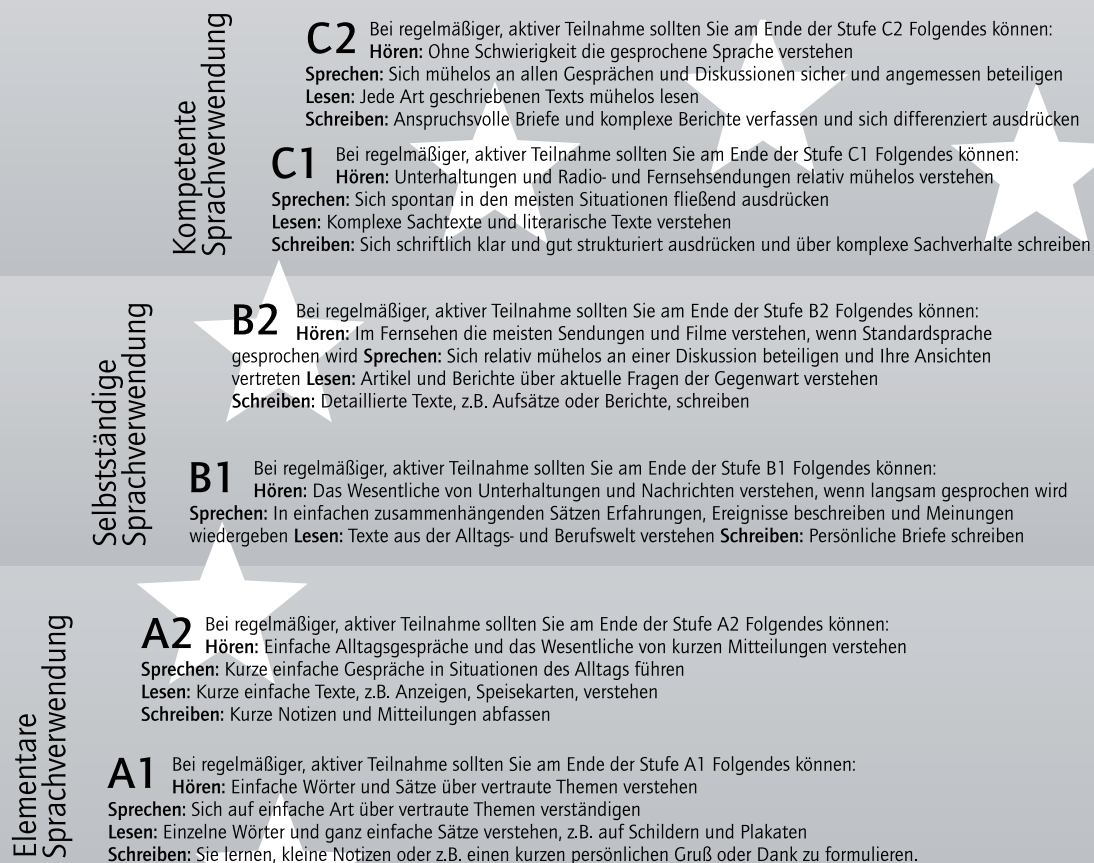 Kompetente
Sprachverwendung
C2 Bei regelmäßiger, aktiver Teilnahme sollten Sie am Ende der Stufe C2 Folgendes können:
Hören: Ohne Schwierigkeit die gesprochene Sprache verstehen
Sprechen: Sich mühelos an allen Gesprächen und Diskussionen sicher und angemessen beteiligen
Lesen: Jede Art geschriebenen Texts mühelos lesen
Schreiben: Anspruchsvolle Briefe und komplexe Berichte verfassen und sich differenziert ausdrücken
C1 Bei regelmäßiger, aktiver Teilnahme sollten Sie am Ende der Stufe C1 Folgendes können:
Hören: Unterhaltungen und Radio- und Fernsehsendungen relativ mühelos verstehen
Sprechen: Sich spontan in den meisten Situationen fließend ausdrücken
Lesen: Komplexe Sachtexte und literarische Texte verstehen
Schreiben: Sich schriftlich klar und gut strukturiert ausdrücken und über komplexe Sachverhalte schreiben
Selbstständige
Sprachverwendung
B2 Bei regelmäßiger, aktiver Teilnahme sollten Sie am Ende der Stufe B2 Folgendes können:
Hören: Im Fernsehen die meisten Sendungen und Filme verstehen, wenn Standardsprache
gesprochen wird Sprechen: Sich relativ mühelos an einer Diskussion beteiligen und Ihre Ansichten
vertreten Lesen: Artikel und Berichte über aktuelle Fragen der Gegenwart verstehen
Schreiben: Detaillierte Texte, z.B. Aufsätze oder Berichte, schreiben
B1 Bei regelmäßiger, aktiver Teilnahme sollten Sie am Ende der Stufe B1 Folgendes können:
Hören: Das Wesentliche von Unterhaltungen und Nachrichten verstehen, wenn langsam gesprochen wird
Sprechen: In einfachen zusammenhängenden Sätzen Erfahrungen, Ereignisse beschreiben und Meinungen
wiedergeben Lesen: Texte aus der Alltags- und Berufswelt verstehen Schreiben: Persönliche Briefe schreiben
Elementare
Sprachverwendung
A2 Bei regelmäßiger, aktiver Teilnahme sollten Sie am Ende der Stufe A2 Folgendes können:
Hören: Einfache Alltagsgespräche und das Wesentliche von kurzen Mitteilungen verstehen
Sprechen: Kurze einfache Gespräche in Situationen des Alltags führen
Lesen: Kurze einfache Texte, z.B. Anzeigen, Speisekarten, verstehen
Schreiben: Kurze Notizen und Mitteilungen abfassen
A1 Bei regelmäßiger, aktiver Teilnahme sollten Sie am Ende der Stufe A1 Folgendes können:
Hören: Einfache Wörter und Sätze über vertraute Themen verstehen
Sprechen: Sich auf einfache Art über vertraute Themen verständigen
Lesen: Einzelne Wörter und ganz einfache Sätze verstehen, z.B. auf Schildern und Plakaten
Schreiben: Sie lernen, kleine Notizen oder z.B. einen kurzen persönlichen Gruß oder Dank zu formulieren.